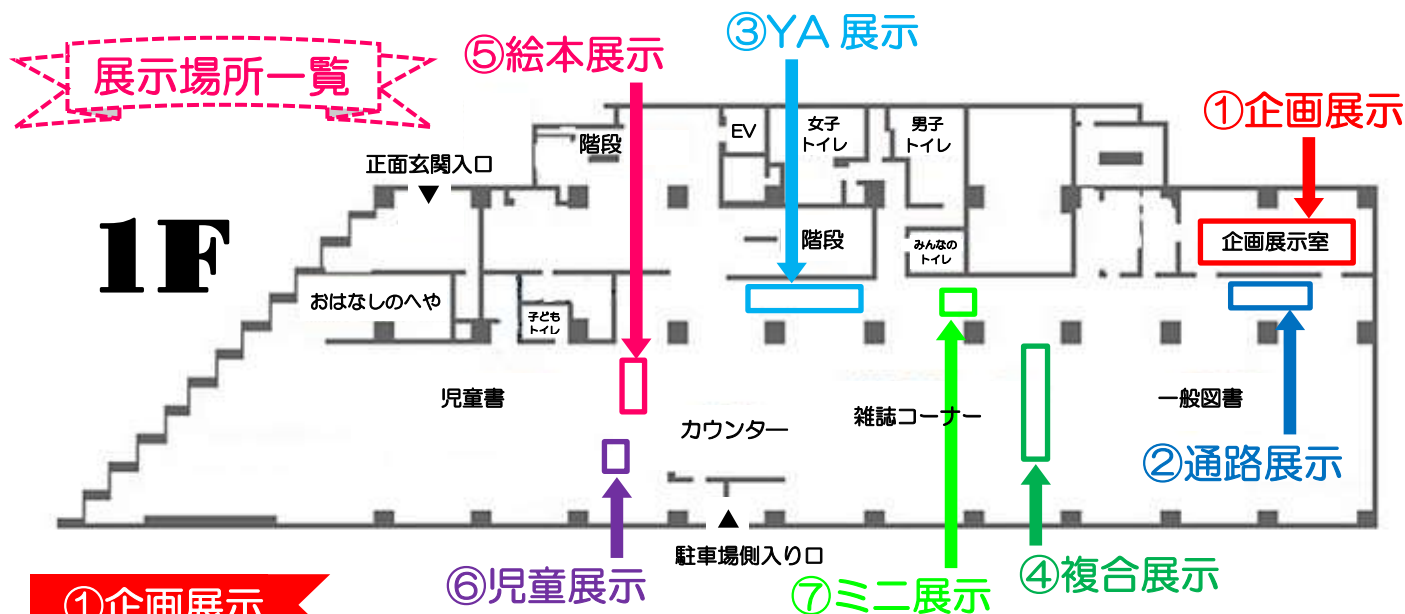 展示場所一覧
⑤絵本展示
③YA 展示
①企画展示
階段
EV
女子
トイレ
男子
トイレ
正面玄関入口
1F
階段
みんなの
トイレ
企画展示室
おはなしのへや
子ども
トイレ
児童書
カウンター
雑誌コーナー
一般図書
②通路展示
駐車場側入り口
⑥児童展示
⑦ミニ展示
④複合展示
①企画展示